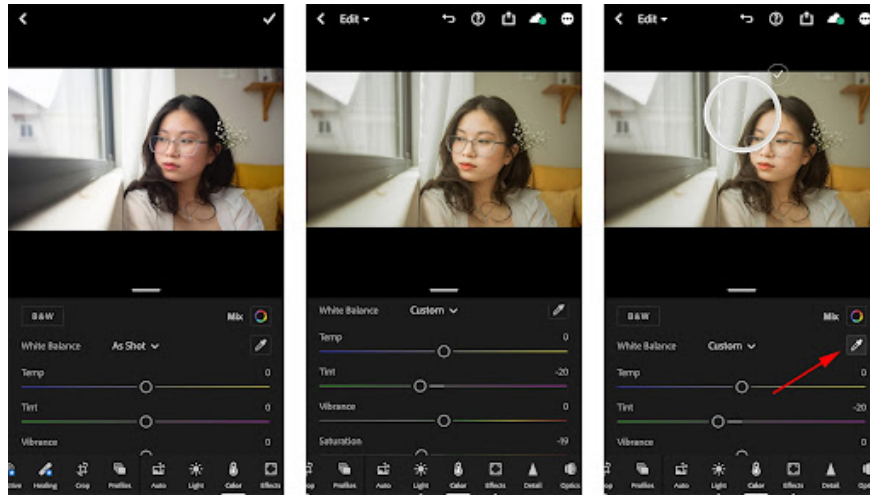 B&W
Mix
White Balance
As Shot
Temp
0
Tint
0
Vibrance
0
Healing
Crop
Profiles
Auto
Light
Color
Effects
Edit
White Balance
Custom
Temp
0
Tint
-20
Vibrance
0
Saturation
-19
Profiles
Auto
Light
Color
Effects
Detail
Optics
Edit
B&W
Mix
White Balance
Custom
Temp
0
Tint
-20
Vibrance
0
Profiles
Auto
Light
Color
Effects
Detail